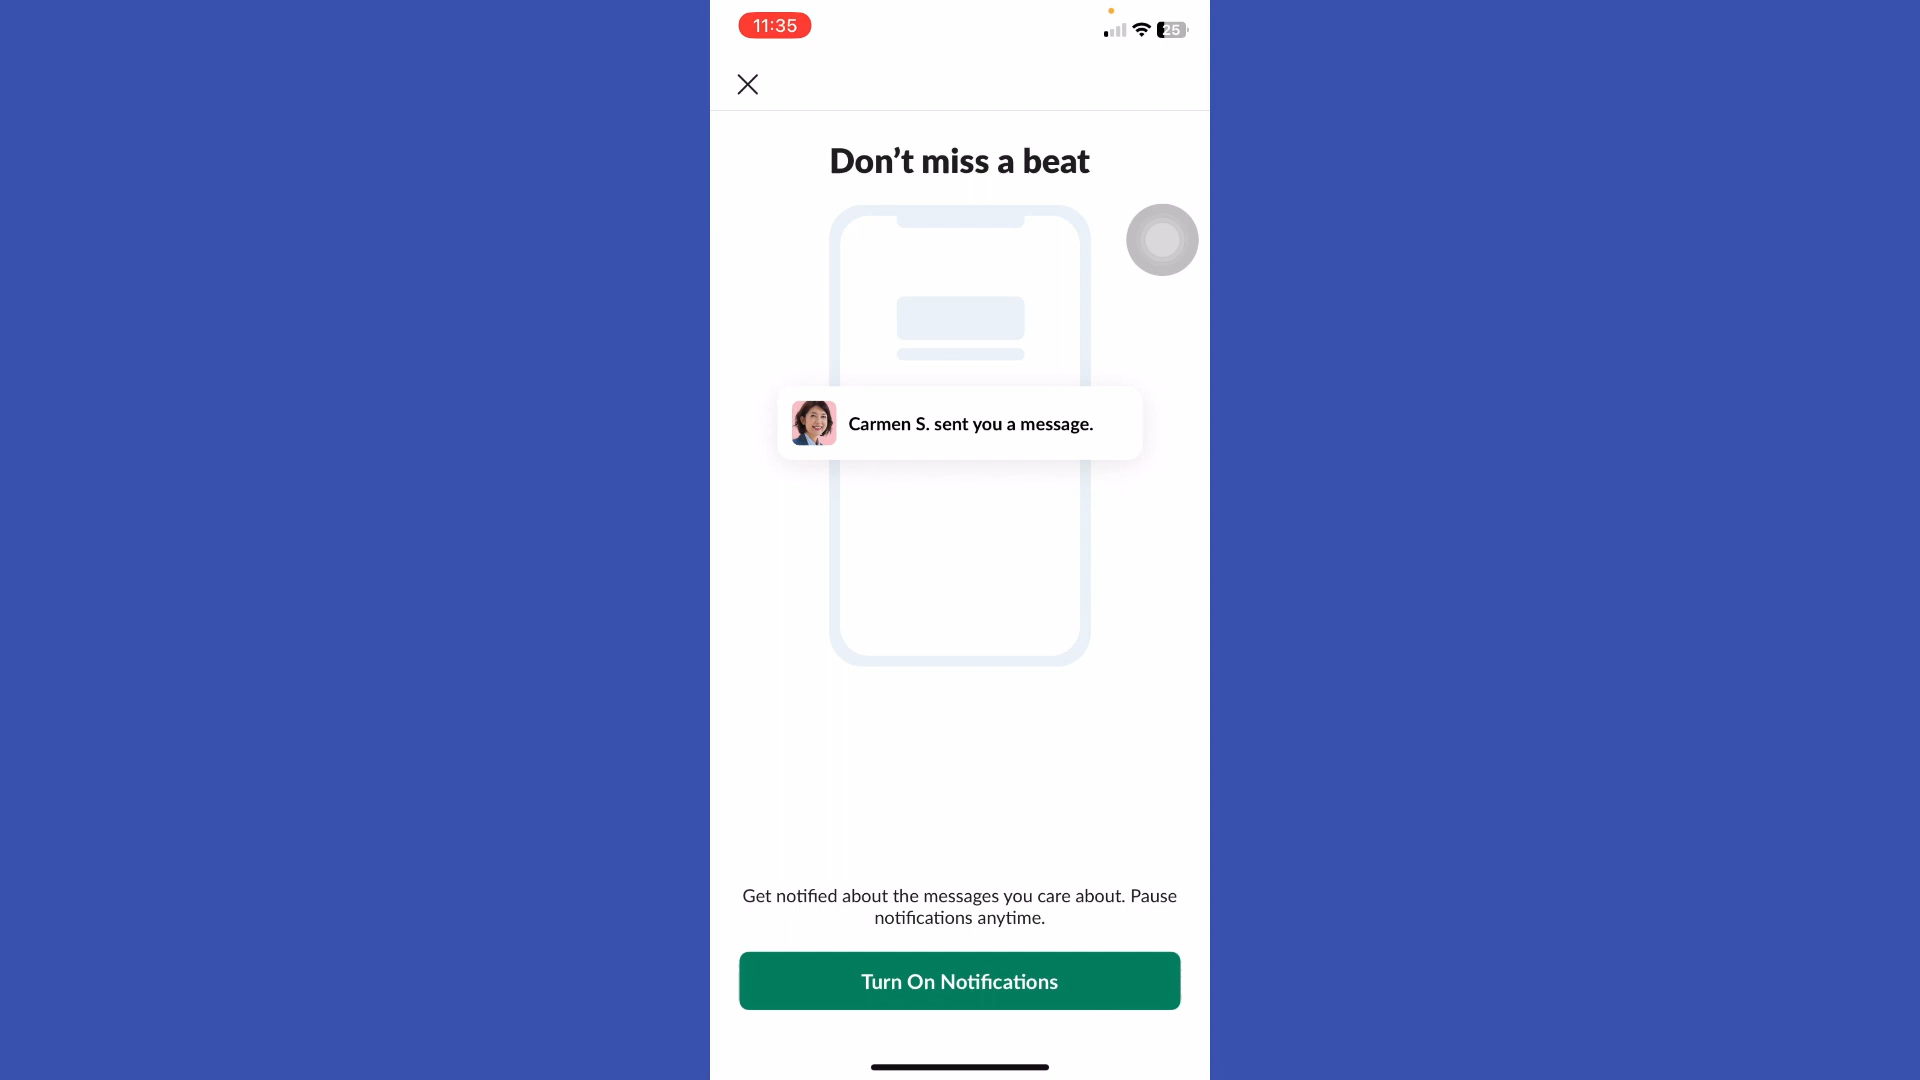 11:35
25
Don’t miss a beat
Carmen S. sent you a message.
Get notified about the messages you care about. Pause
notifications anytime.
Turn On Notifications